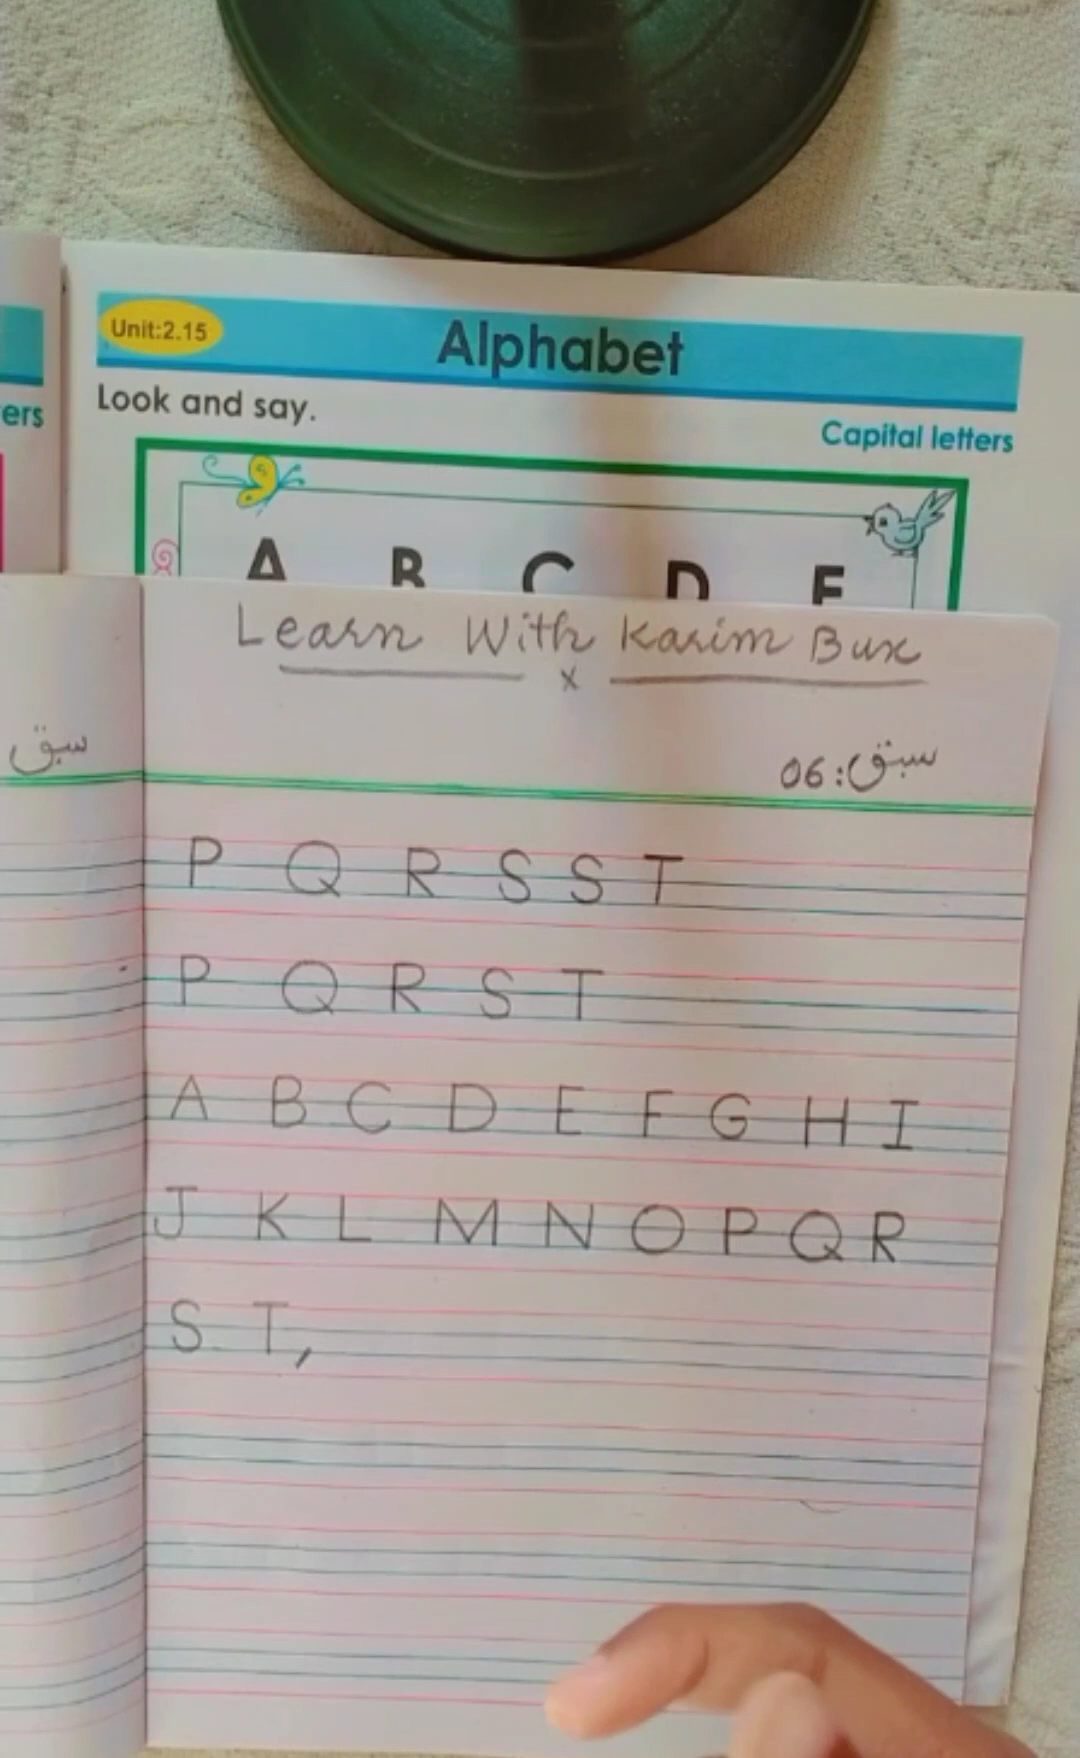 Unit:2.15
Alphabet
Look and say.
ers
Capital letters
A B C D E
Learn With Karim Bux
x
سبق
سبق: 06
P Q R S S T
P Q R S T
A B C D E F G H I
J K L M N O P Q R
S T,